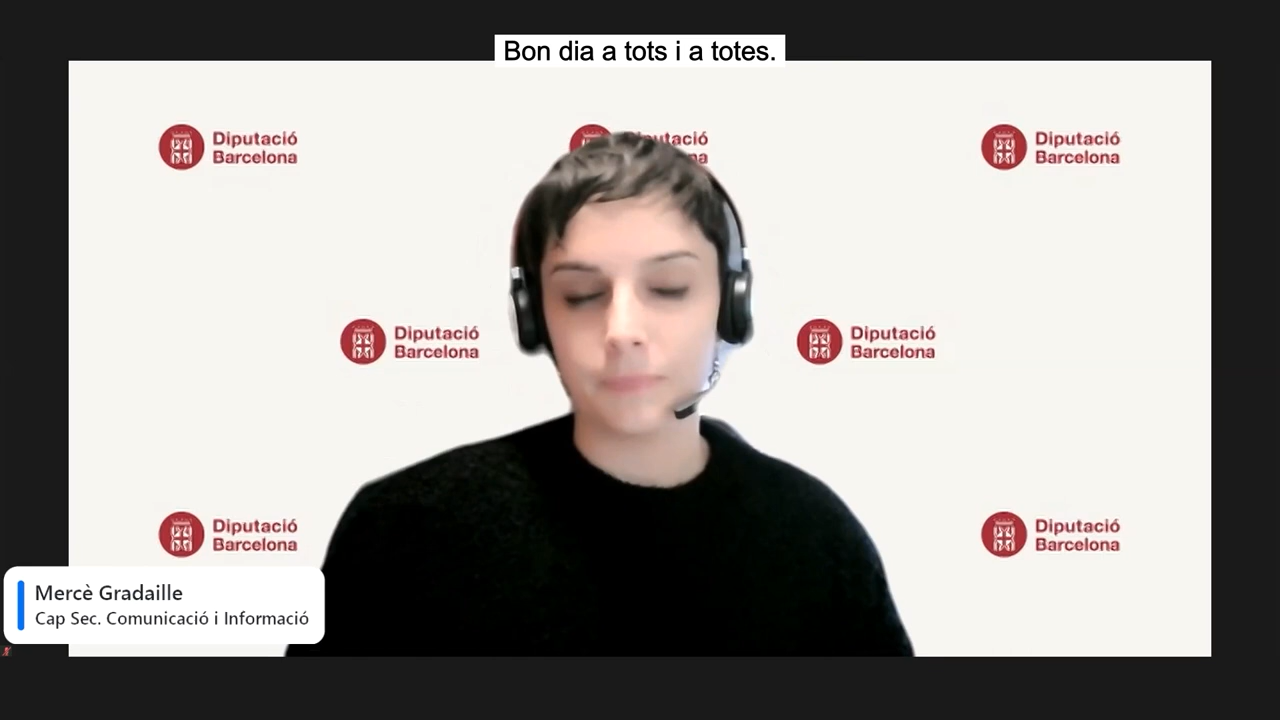 Bon dia a tots i a totes.
Diputació
Barcelona
Diputació
Barcelona
Diputació
Barcelona
Diputació
Barcelona
Diputació
Barcelona
Diputació
Barcelona
Diputació
Barcelona
Mercè Gradaille
Cap Sec. Comunicació i Informació